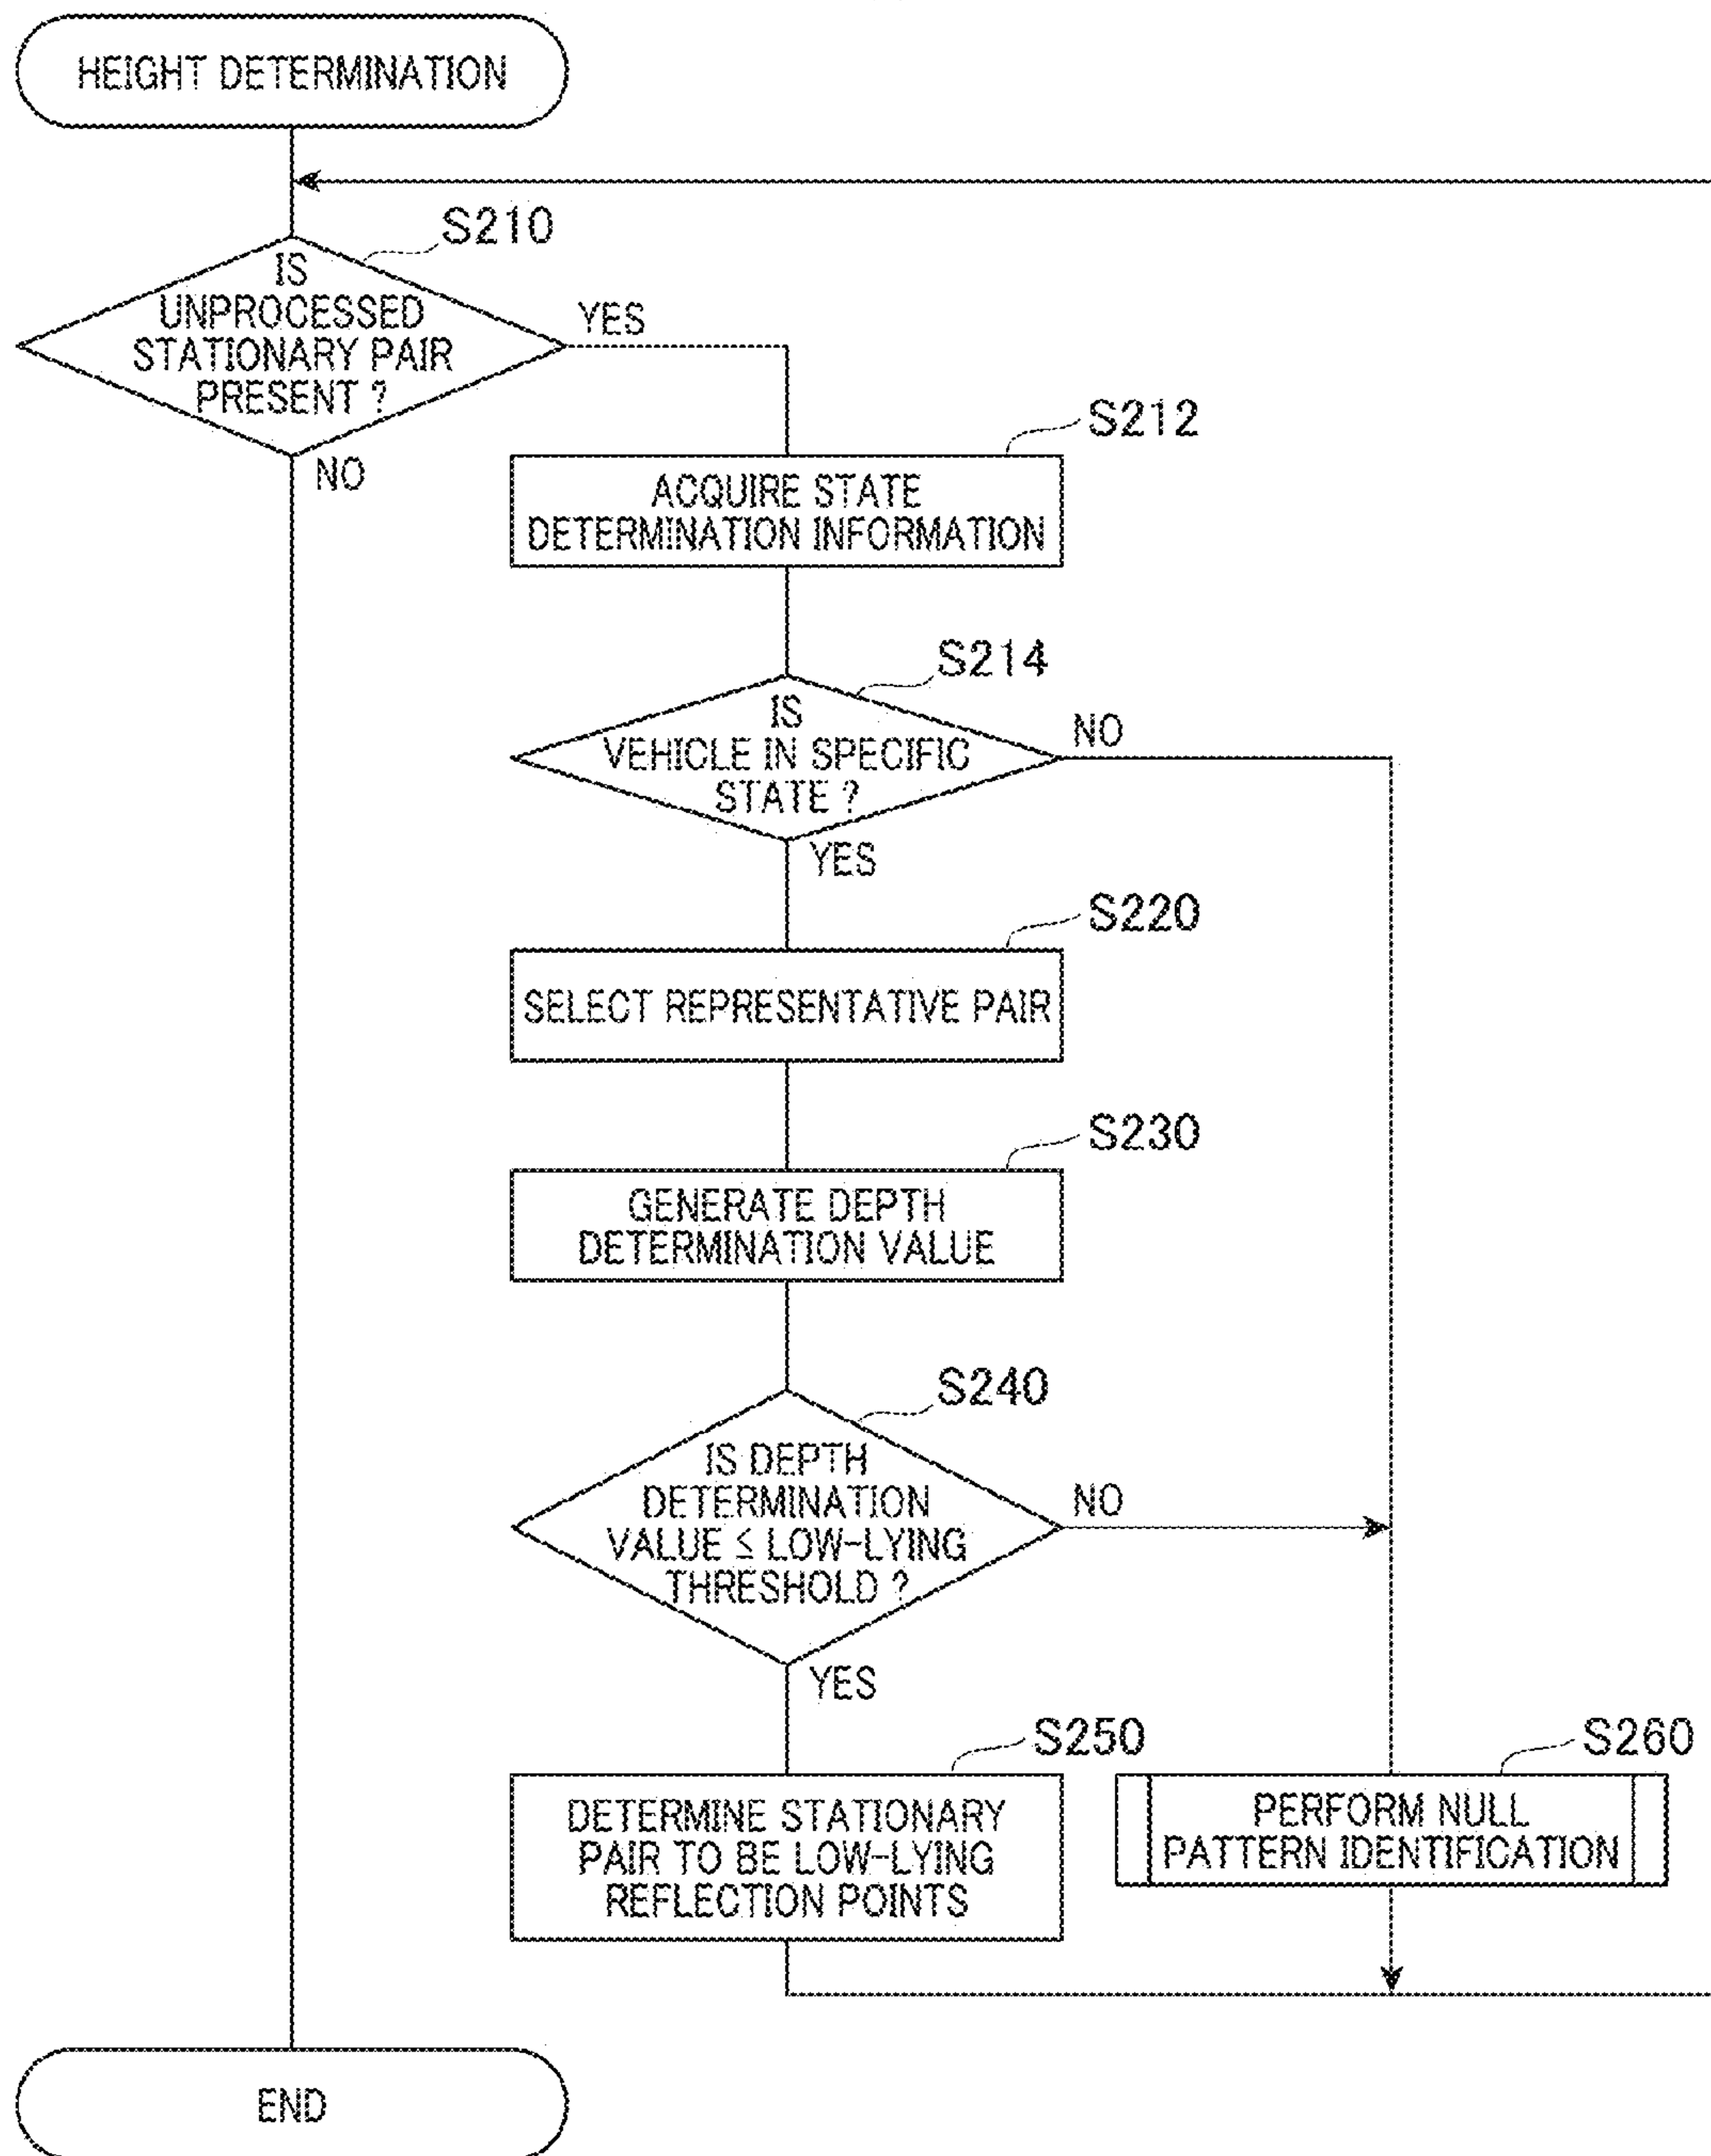 HEIGHT DETERMINATION
S210
IS
UNPROCESSED
STATIONARY PAIR
PRESENT ?
YES
NO
S212
ACQUIRE STATE
DETERMINATION INFORMATION
S214
IS
VEHICLE IN SPECIFIC
STATE ?
NO
YES
S220
SELECT REPRESENTATIVE PAIR
S230
GENERATE DEPTH
DETERMINATION VALUE
S240
IS DEPTH
DETERMINATION
VALUE ≤ LOW-LYING
THRESHOLD ?
NO
YES
S250
DETERMINE STATIONARY
PAIR TO BE LOW-LYING
REFLECTION POINTS
S260
PERFORM NULL
PATTERN IDENTIFICATION
END